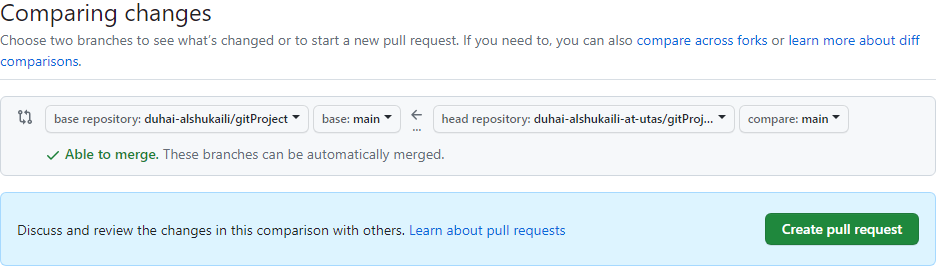 Comparing changes
Choose two branches to see what's changed or to start a new pull request. If you need to, you can also compare across forks or learn more about diff
comparisons.
base repository: duhai-alshukaili/gitProject base: main ... head repository: duhai-alshukaili-at-utas/gitProj... compare: main
Able to merge. These branches can be automatically merged.
Discuss and review the changes in this comparison with others. Learn about pull requests Create pull request